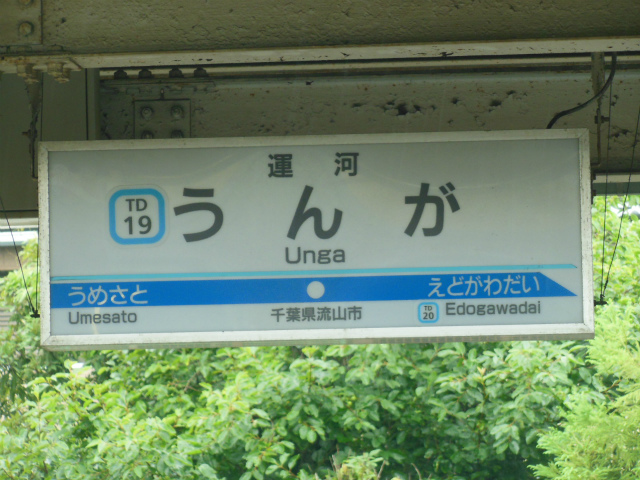 運河
TD
19
うんが
Unga
うめさと
えどがわだい
Umesato
千葉県流山市
TD
20
Edogawadai